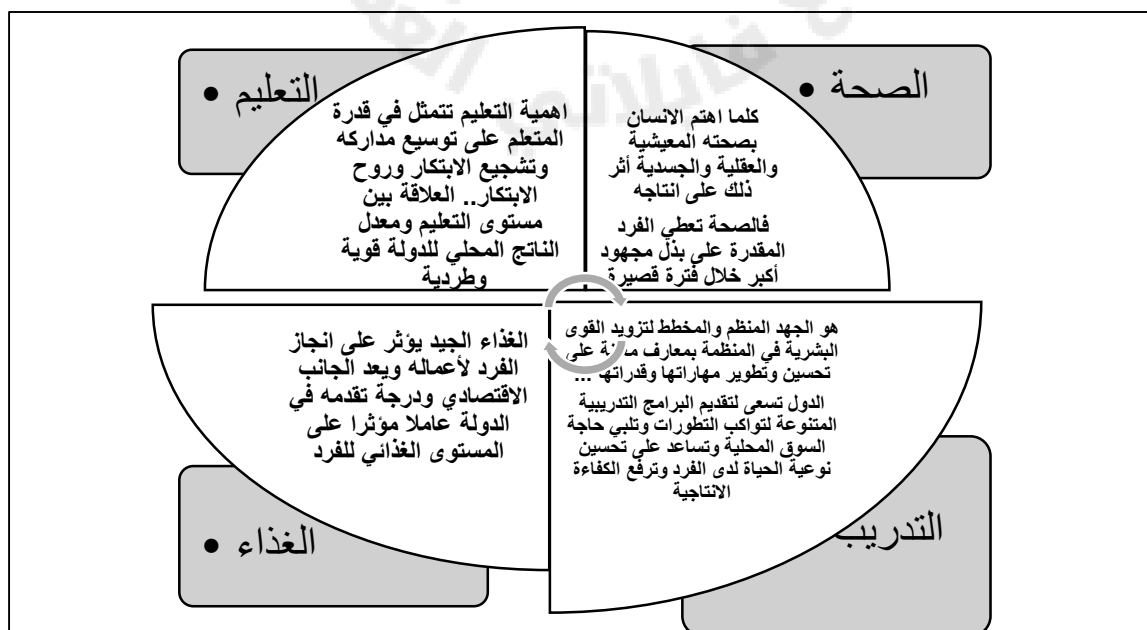 الصحة •
كلما اهتم الانسان
بصحته المعيشية
والعقلية والجسدية أثر
ذلك على انتاجه
فالصحة تعطي الفرد
المقدرة على بذل مجهود
أكبر خلال فترة قصيرة
التعليم •
اهمية التعليم تتمثل في قدرة
المتعلم على توسيع مداركه
وتشجيع الابتكار وروح
الابتكار.. العلاقة بين
مستوى التعليم ومعدل
الناتج المحلي للدولة قوية
وطردية
هو الجهد المنظم والمخطط لتزويد القوى
البشرية في المنظمة بمعارف على
تحسين وتطوير مهاراتها وقدراتها ...
الدول تسعى لتقديم البرامج التدريبية
المتنوعة لتواكب التطورات وتلبي حاجة
السوق المحلية وتساعد على تحسين
نوعية الحياة لدى الفرد وترفع الكفاءة
الانتاجية
التدريب
الغذاء الجيد يؤثر على انجاز
الفرد لأعماله ويعد الجانب
الاقتصادي ودرجة تقدمه في
الدولة عاملا مؤثرا على
المستوى الغذائي للفرد
الغذاء •